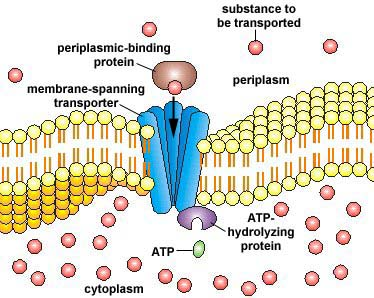 substance to
be transported
periplasmic-binding
protein
periplasm
membrane-spanning
transporter
ATP-
hydrolyzing
protein
ATP
cytoplasm